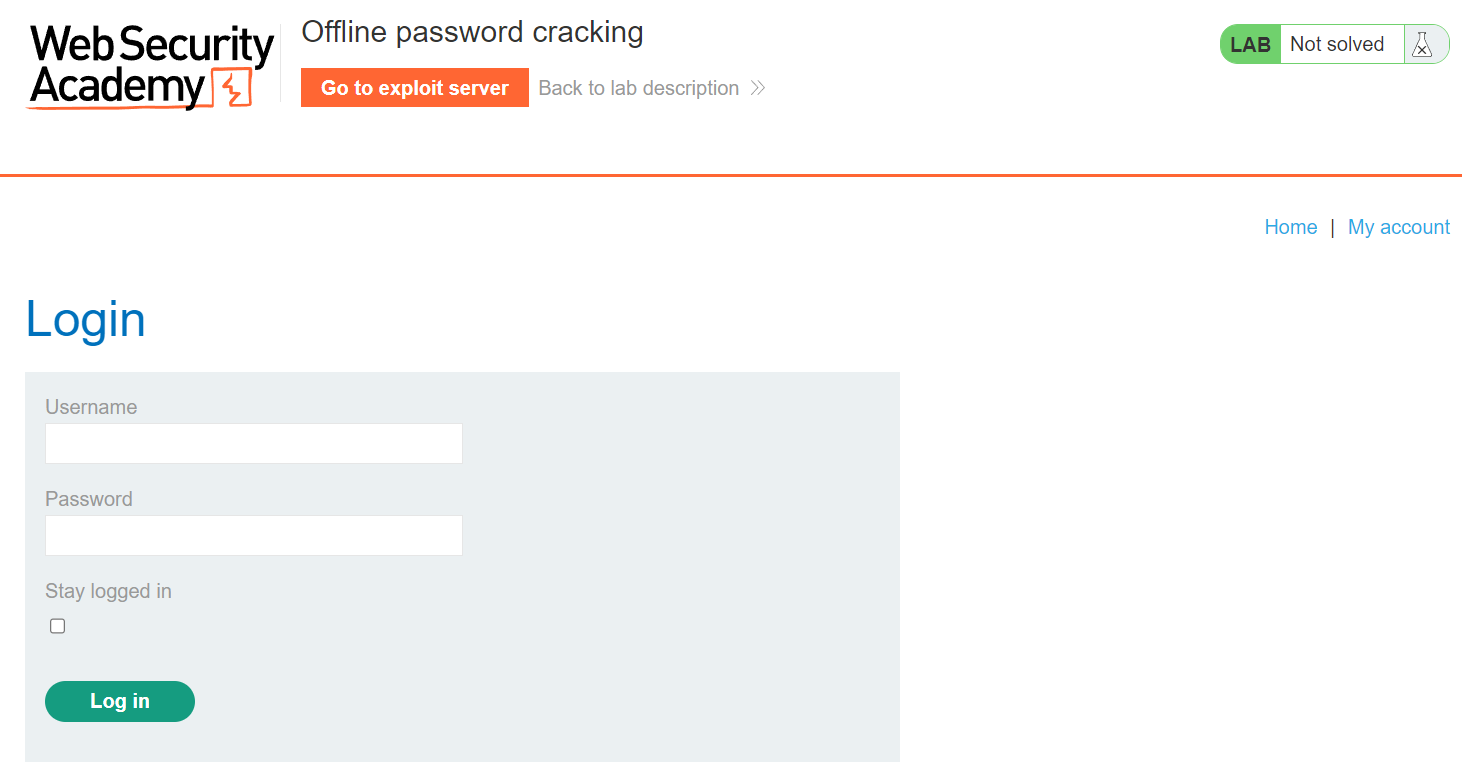 Web Security
Academy
Offline password cracking
Go to exploit server
Back to lab description
LAB
Not solved
Home | My account
Login
Username
Password
Stay logged in
Log in